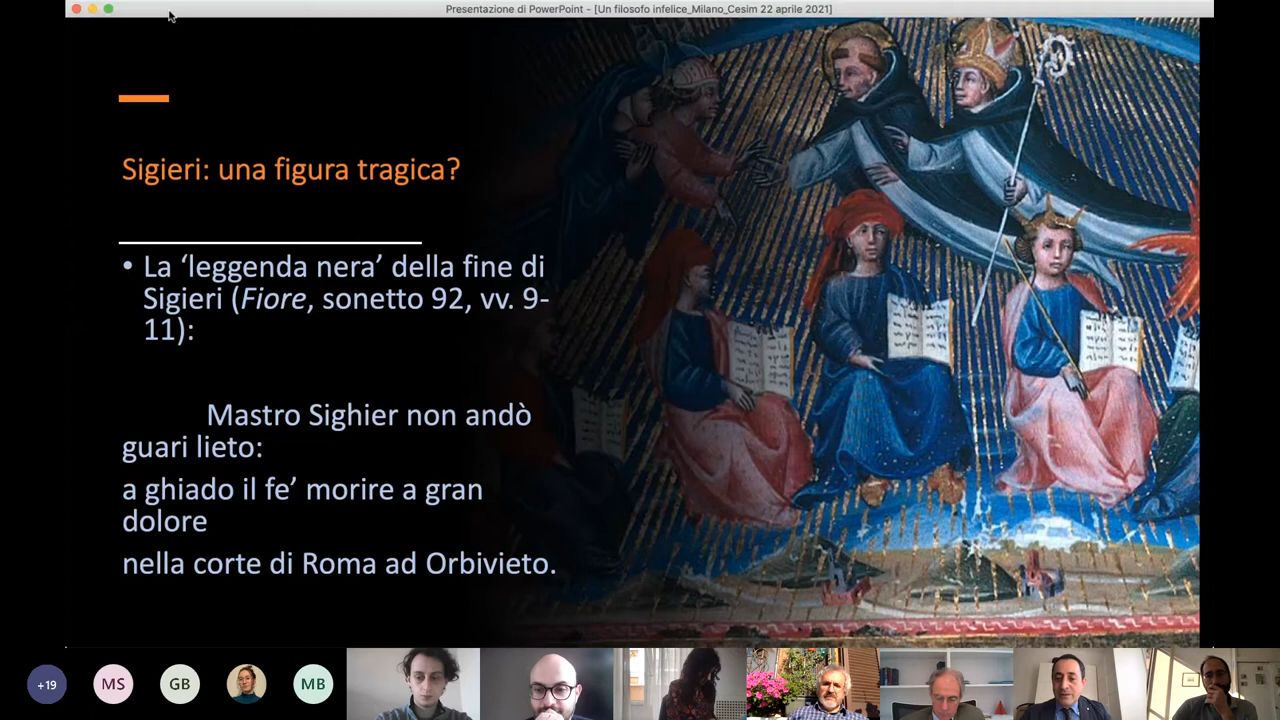 Presentazione di PowerPoint - [Un filosofo infelice_Milano_Cesim 22 aprile 2021]
Sigieri: una figura tragica?
• La ‘leggenda nera’ della fine di
Sigieri (Fiore, sonetto 92, vv. 9-
11):
Mastro Sighier non andò
guari lieto:
a ghiado il fe’ morire a gran
dolore
nella corte di Roma ad Orbivieto.
+19
MS
GB
MB